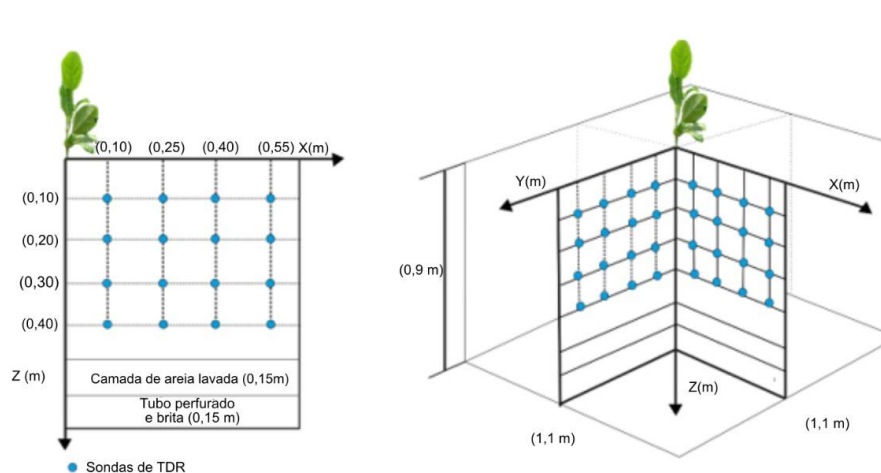 (0,10) (0,25) (0,40) (0,55) X(m)
(0,10)
(0,20)
(0,30)
(0,40)
Z (m)
Camada de areia lavada (0,15m)
Tubo perfurado
e brita (0,15 m)
Sondas de TDR
Y(m)
X(m)
(0,9 m)
Z(m)
(1,1 m)
(1,1 m)